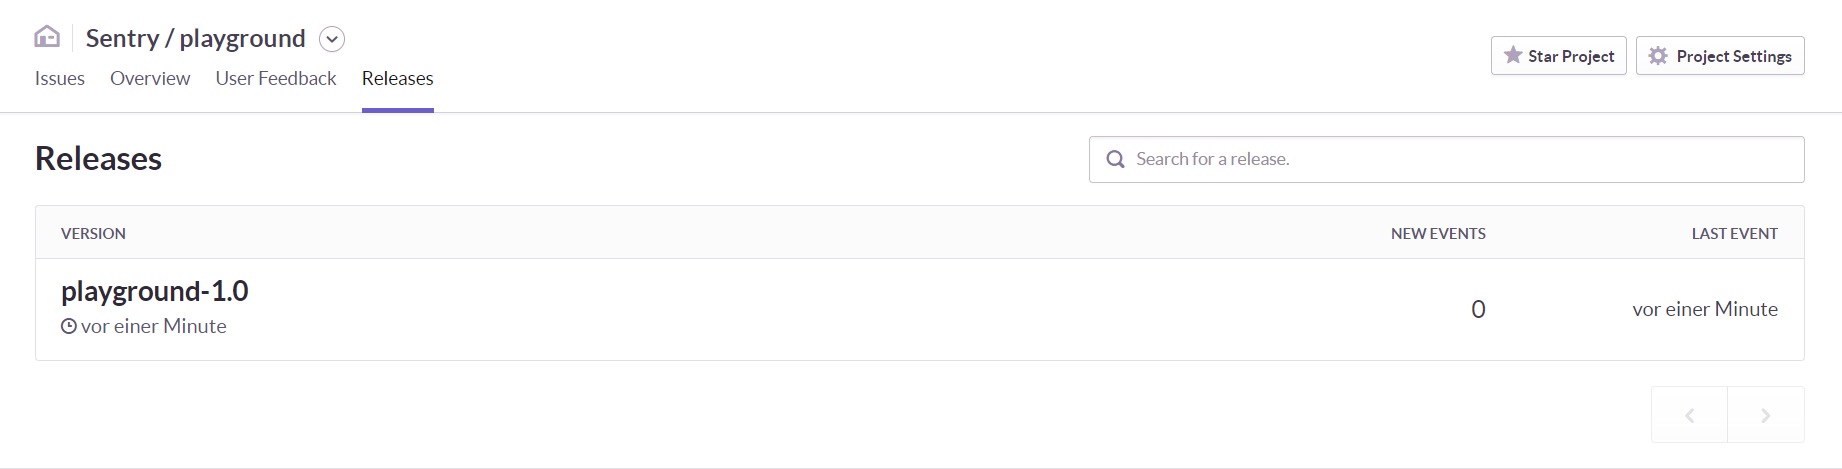 Sentry / playground
Issues Overview User Feedback Releases
Star Project Project Settings
Releases
Search for a release.
VERSION NEW EVENTS LAST EVENT
playground-1.0
vor einer Minute
0 vor einer Minute